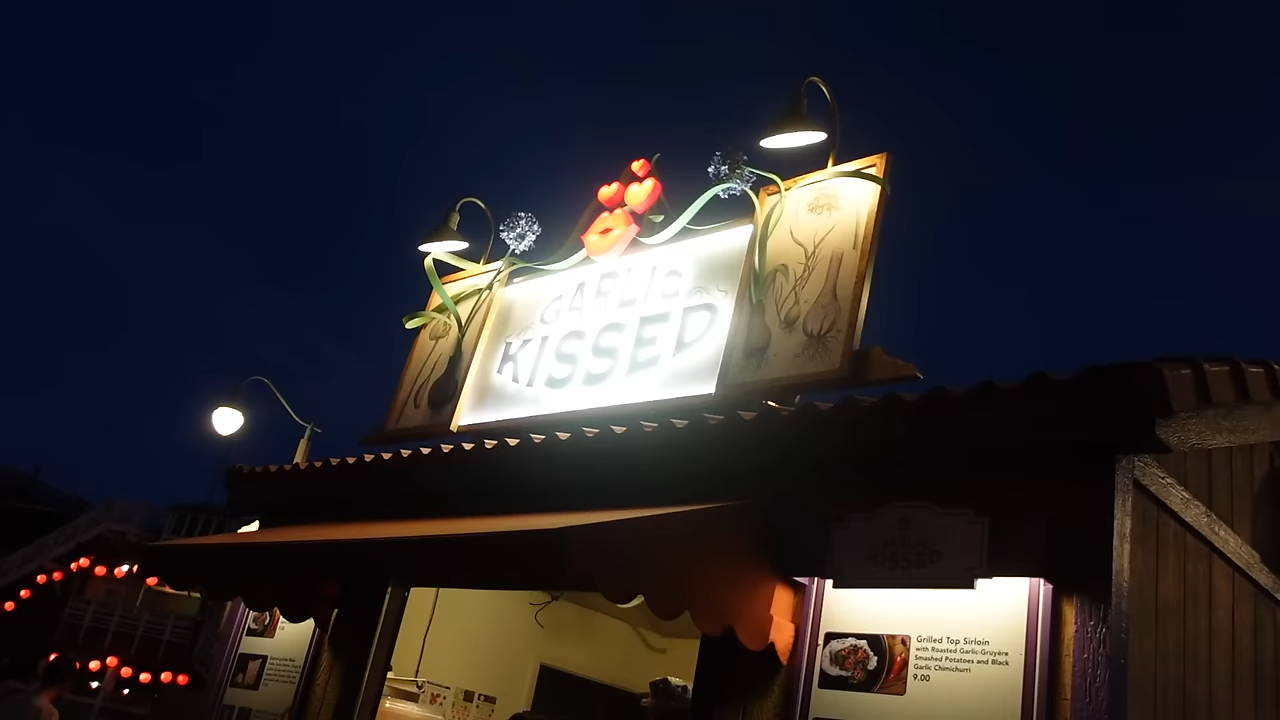 GARLIC
KISSED
KISSED
Grilled Top Sirloin
with Roasted Garlic-Gruyère
Smashed Potatoes and Black
Garlic Chimichurri
9.00